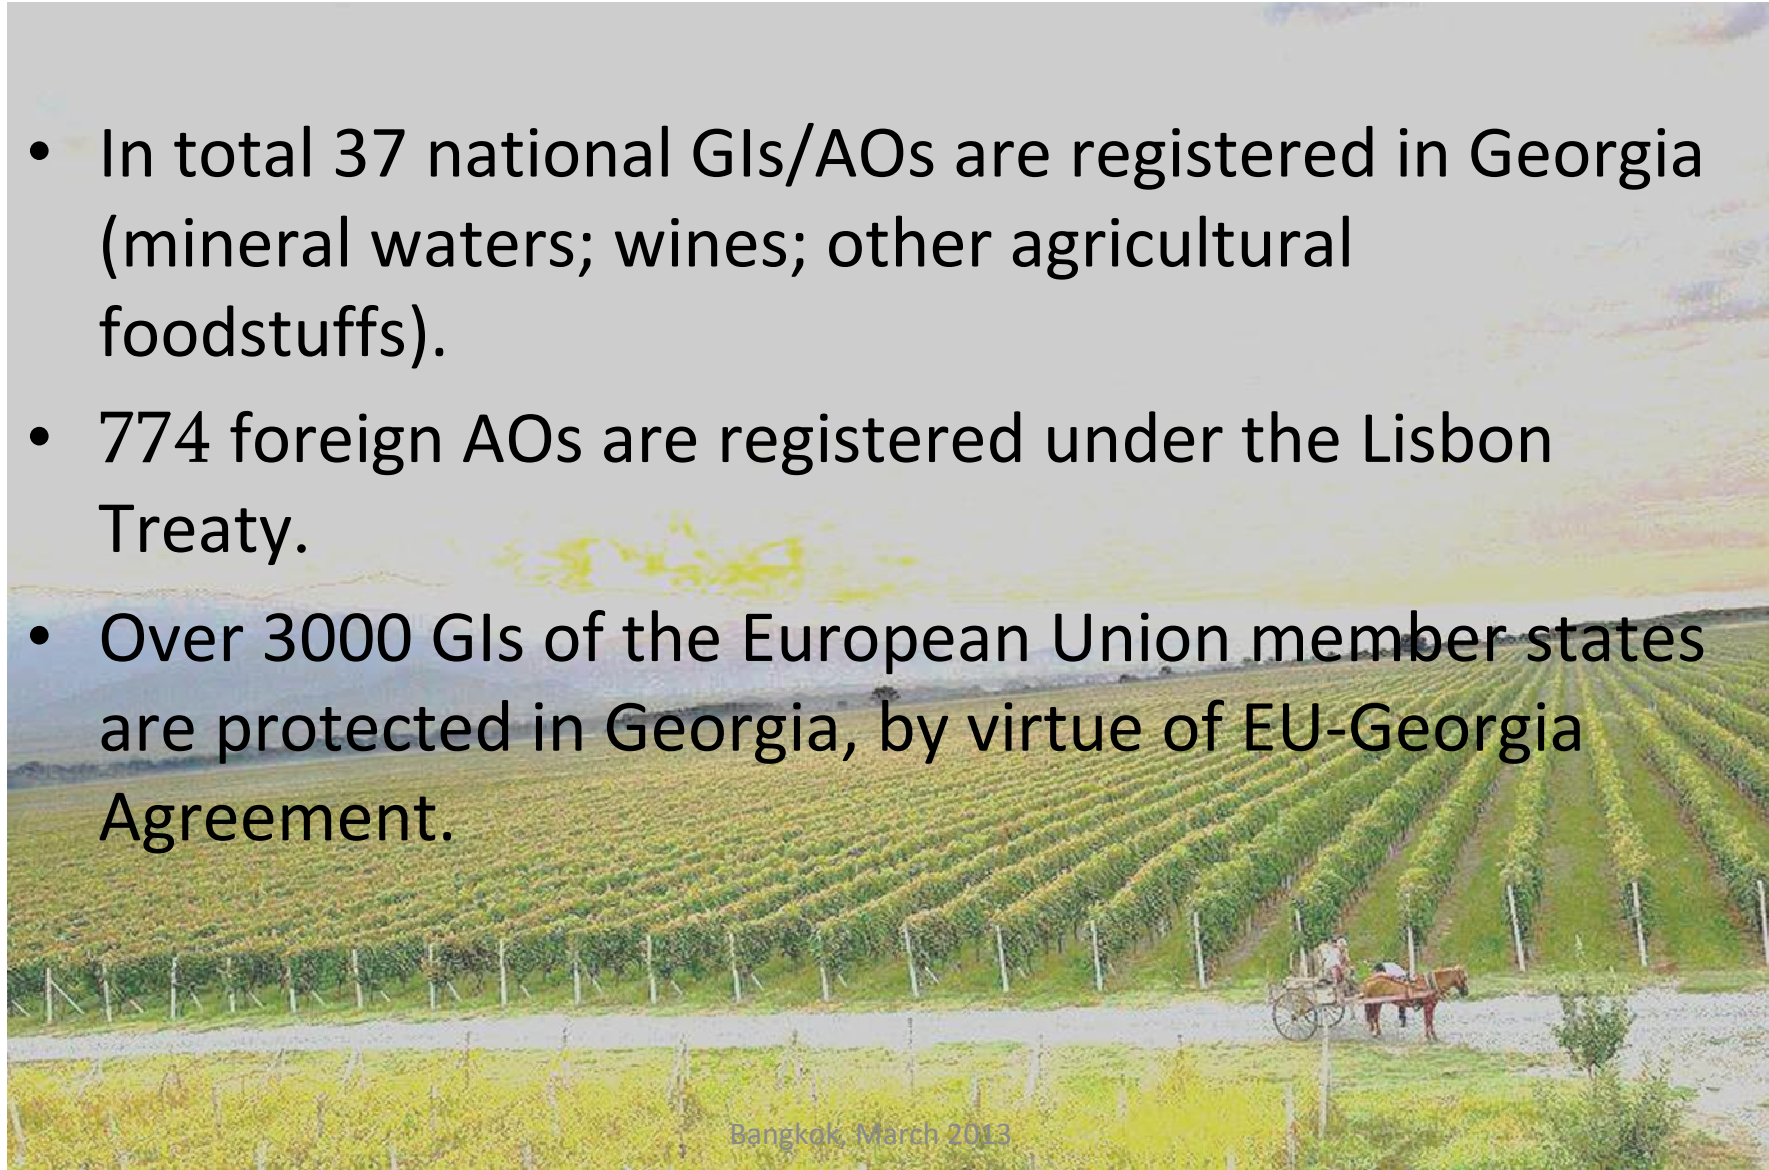 • In total 37 national GIs/AOs are registered in Georgia
(mineral waters; wines; other agricultural
foodstuffs).
• 774 foreign AOs are registered under the Lisbon
Treaty.
• Over 3000 GIs of the European Union member states
are protected in Georgia, by virtue of EU-Georgia
Agreement.
Bangkok, March 2013